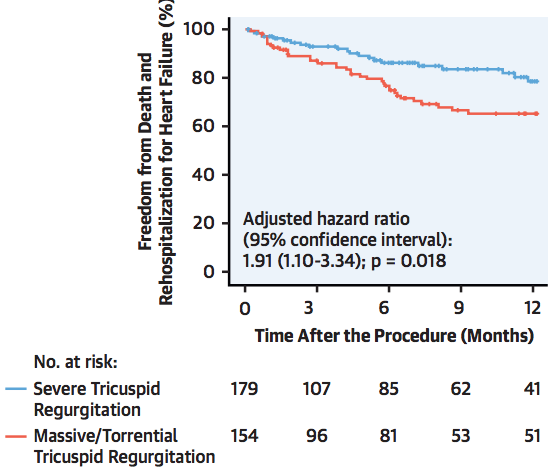 Freedom from Death and
Rehospitalization for Heart Failure (%)
100
80
60
40
20
0
Adjusted hazard ratio
(95% confidence interval):
1.91 (1.10-3.34); p = 0.018
0 3 6 9 12
Time After the Procedure (Months)
No. at risk:
Severe Tricuspid
Regurgitation
179 107 85 62 41
Massive/Torrential
Tricuspid Regurgitation
154 96 81 53 51